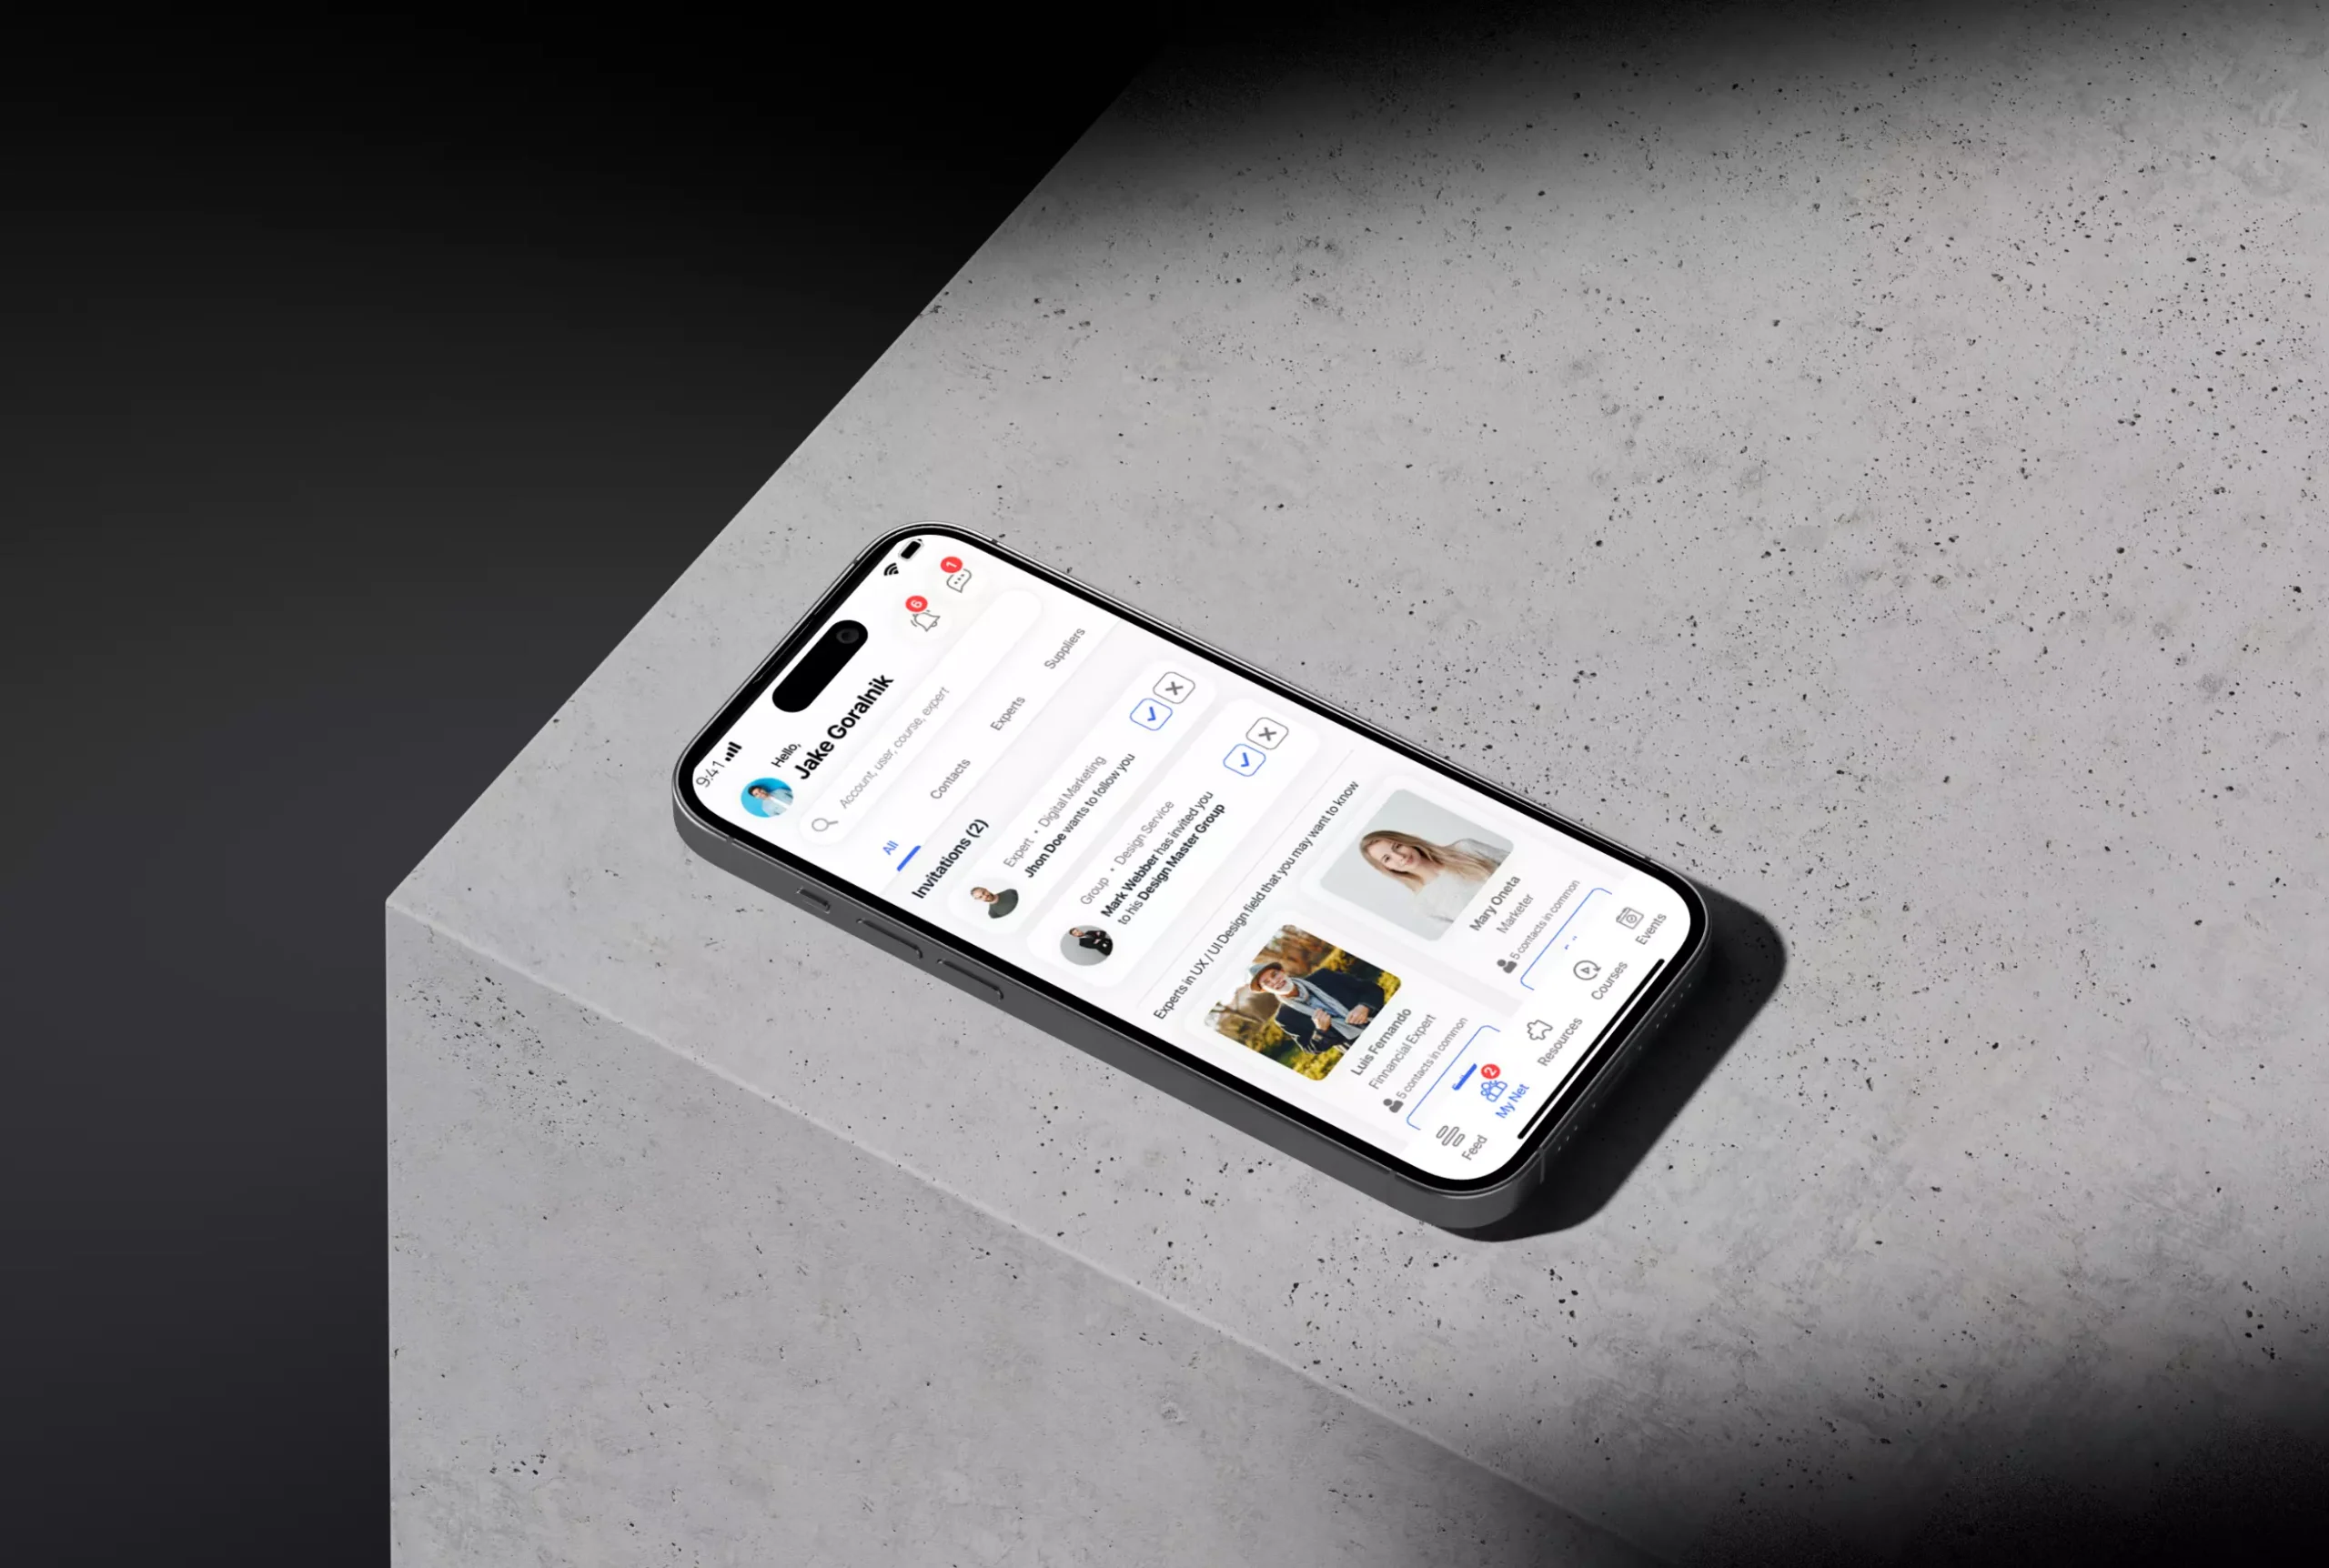 9:41
Hello,
Jake Goralnik
6
1
Account, user, course, expert
All
Contacts
Experts
Suppliers
Invitations (2)
Expert • Digital Marketing
Jhon Doe wants to follow you
Group • Design Service
Mark Webber has invited you
to his Design Master Group
Experts in UX / UI Design field that you may want to know
Luis Fernando
Finnancial Expert
5 contacts in common
Mary Oneta
Marketer
5 contacts in common
Feed
2
My Net
Resources
Courses
Events